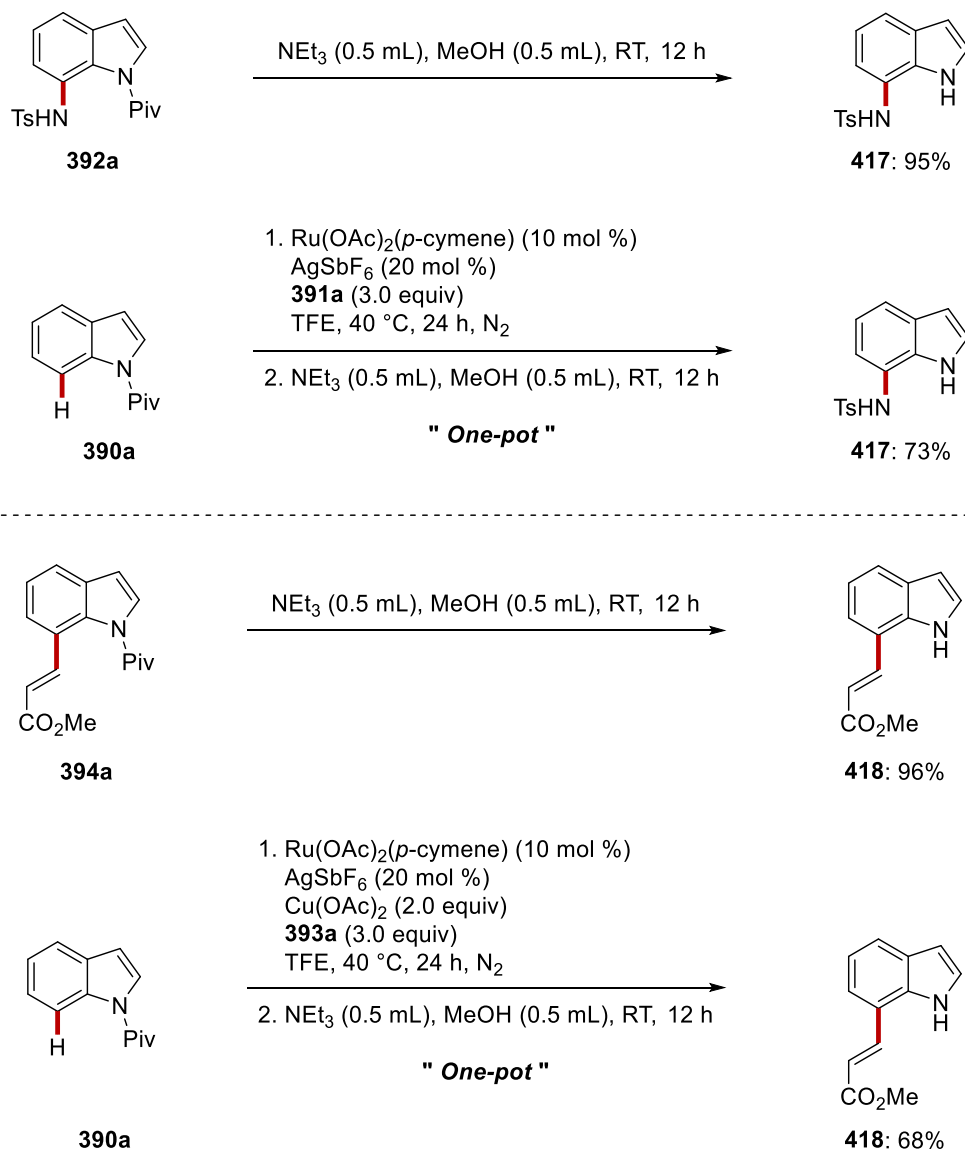 NEt₃ (0.5 mL), MeOH (0.5 mL), RT, 12 h
N
Piv
TsHN
392a
N
H
TsHN
417: 95%
1. Ru(OAc)₂(p-cymene) (10 mol %)
AgSbF₆ (20 mol %)
391a (3.0 equiv)
TFE, 40 °C, 24 h, N₂
2. NEt₃ (0.5 mL), MeOH (0.5 mL), RT, 12 h
" One-pot "
N
Piv
H
390a
N
H
TsHN
417: 73%
NEt₃ (0.5 mL), MeOH (0.5 mL), RT, 12 h
N
Piv
CO₂Me
394a
N
H
CO₂Me
418: 96%
1. Ru(OAc)₂(p-cymene) (10 mol %)
AgSbF₆ (20 mol %)
Cu(OAc)₂ (2.0 equiv)
393a (3.0 equiv)
TFE, 40 °C, 24 h, N₂
2. NEt₃ (0.5 mL), MeOH (0.5 mL), RT, 12 h
" One-pot "
N
Piv
H
390a
N
H
CO₂Me
418: 68%